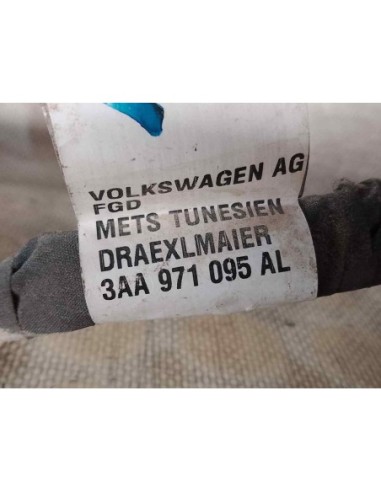 VOLKSWAGEN AG
FGD
METS TUNESIEN
DRAEXLMAIER
3AA 971 095 AL